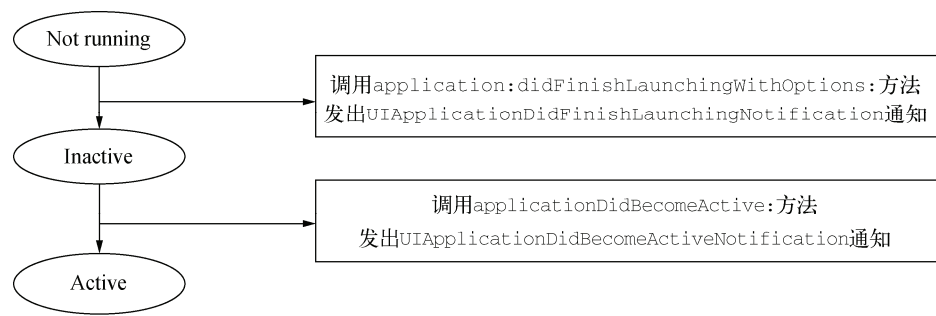 Not running
调用application:didFinishLaunchingWithOptions:方法
发出UIApplicationDidFinishLaunchingNotification通知
Inactive
调用applicationDidBecomeActive:方法
发出UIApplicationDidBecomeActiveNotification通知
Active